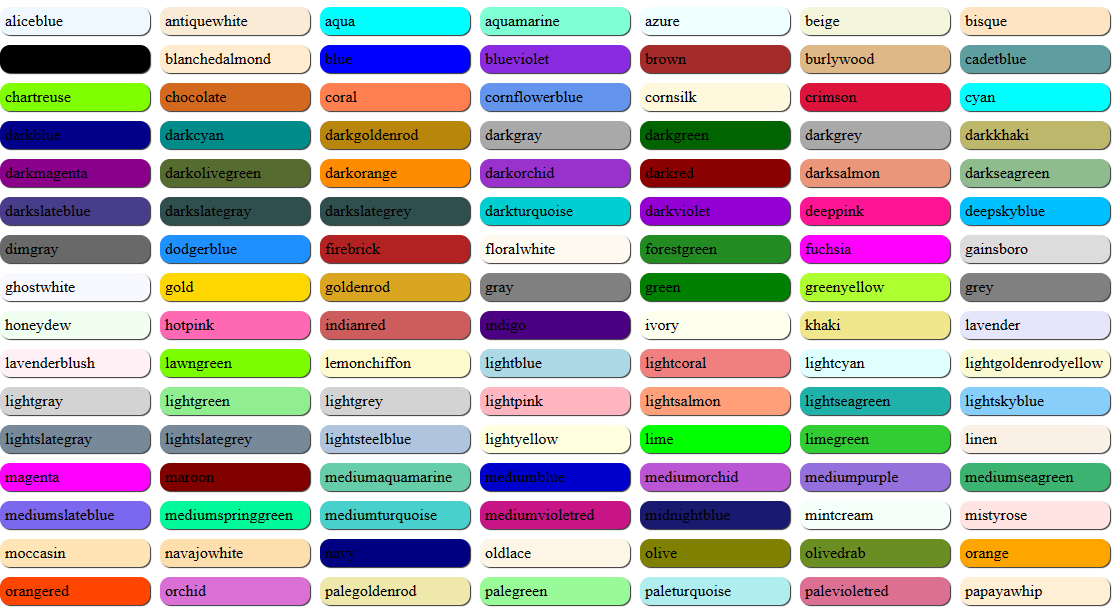 aliceblue antiquewhite aqua aquamarine azure beige bisque
blanchedalmond blue blueviolet brown burlywood cadetblue
chartreuse chocolate coral cornflowerblue cornsilk crimson cyan
darkblue darkcyan darkgoldenrod darkgray darkgreen darkgrey darkkhaki
darkmagenta darkolivegreen darkorange darkorchid darkred darksalmon darkseagreen
darkslateblue darkslategray darkslategrey darkturquoise darkviolet deeppink deepskyblue
dimgray dodgerblue firebrick floralwhite forestgreen fuchsia gainsboro
ghostwhite gold goldenrod gray green greenyellow grey
honeydew hotpink indianred indigo ivory khaki lavender
lavenderblush lawngreen lemonchiffon lightblue lightcoral lightcyan lightgoldenrodyellow
lightgray lightgreen lightgrey lightpink lightsalmon lightseagreen lightskyblue
lightslategray lightslategrey lightsteelblue lightyellow lime limegreen linen
magenta maroon mediumaquamarine mediumblue mediumorchid mediumpurple mediumseagreen
mediumslateblue mediumspringgreen mediumturquoise mediumvioletred midnightblue mintcream mistyrose
moccasin navajowhite navy oldlace olive olivedrab orange
orangered orchid palegoldenrod palegreen paleturquoise palevioletred papayawhip